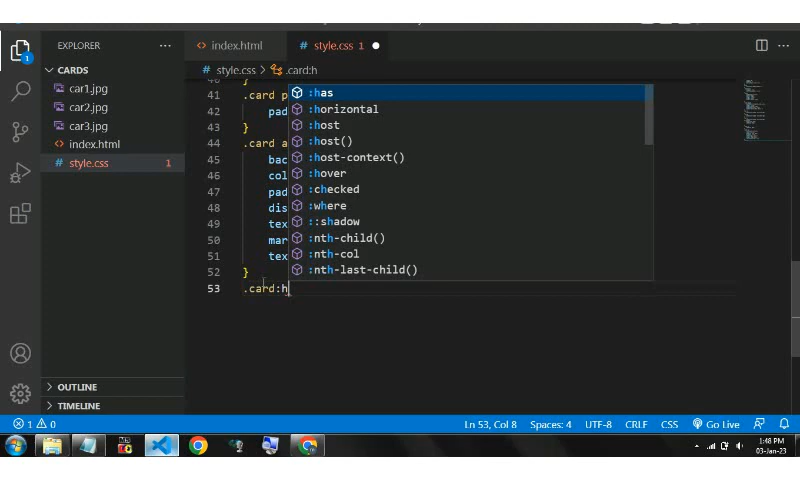 EXPLORER
index.html
style.css 1
CARDS
style.css > .card:h
car1.jpg
car2.jpg
car3.jpg
index.html
style.css 1
41 .card p
42 pad
43 }
44 .card a
45 bac
46 col
47 pad
48 dis
49 tex
50 mar
51 tex
52 }
53 .card:h
:has
:horizontal
:host
:host()
:host-context()
:hover
:checked
:where
::shadow
:nth-child()
:nth-col
:nth-last-child()
OUTLINE
TIMELINE
1 0 Ln 53, Col 8 Spaces: 4 UTF-8 CRLF CSS Go Live
1:48 PM
03-Jan-23